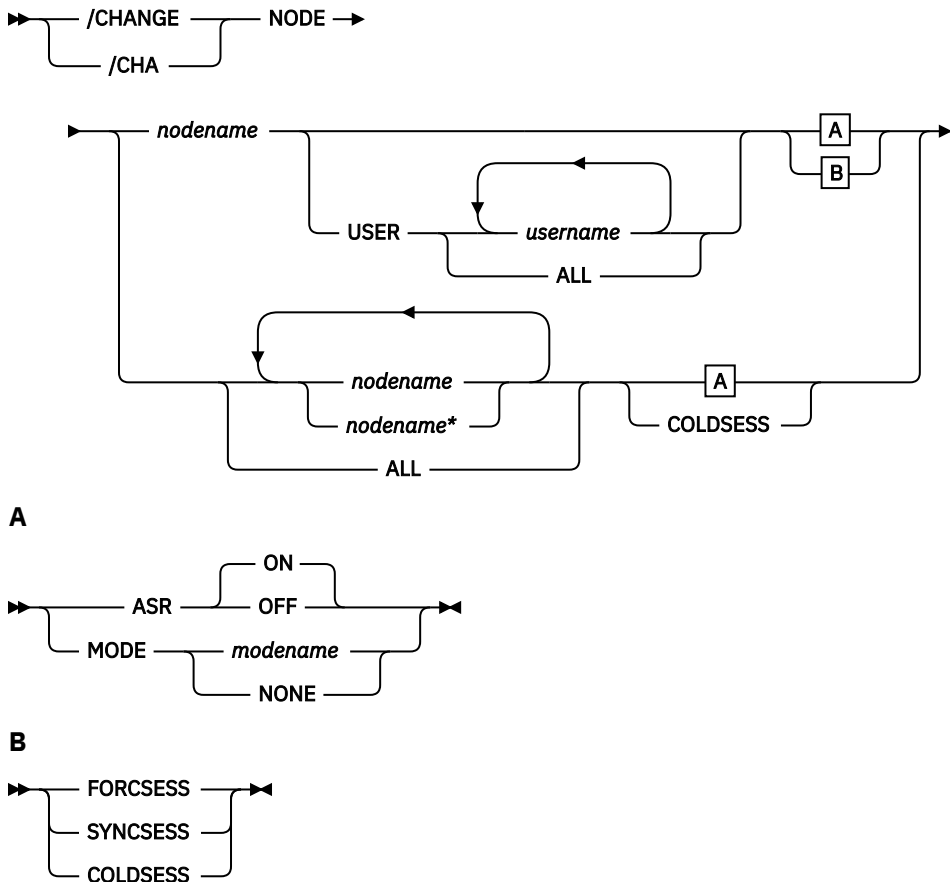 /CHANGE NODE
/CHA
nodename A
B
USER username
ALL
nodename A
nodename* COLDSESS
ALL
A
ON
ASR OFF
MODE modename
NONE
B
FORCSESS
SYNCSESS
COLDSESS